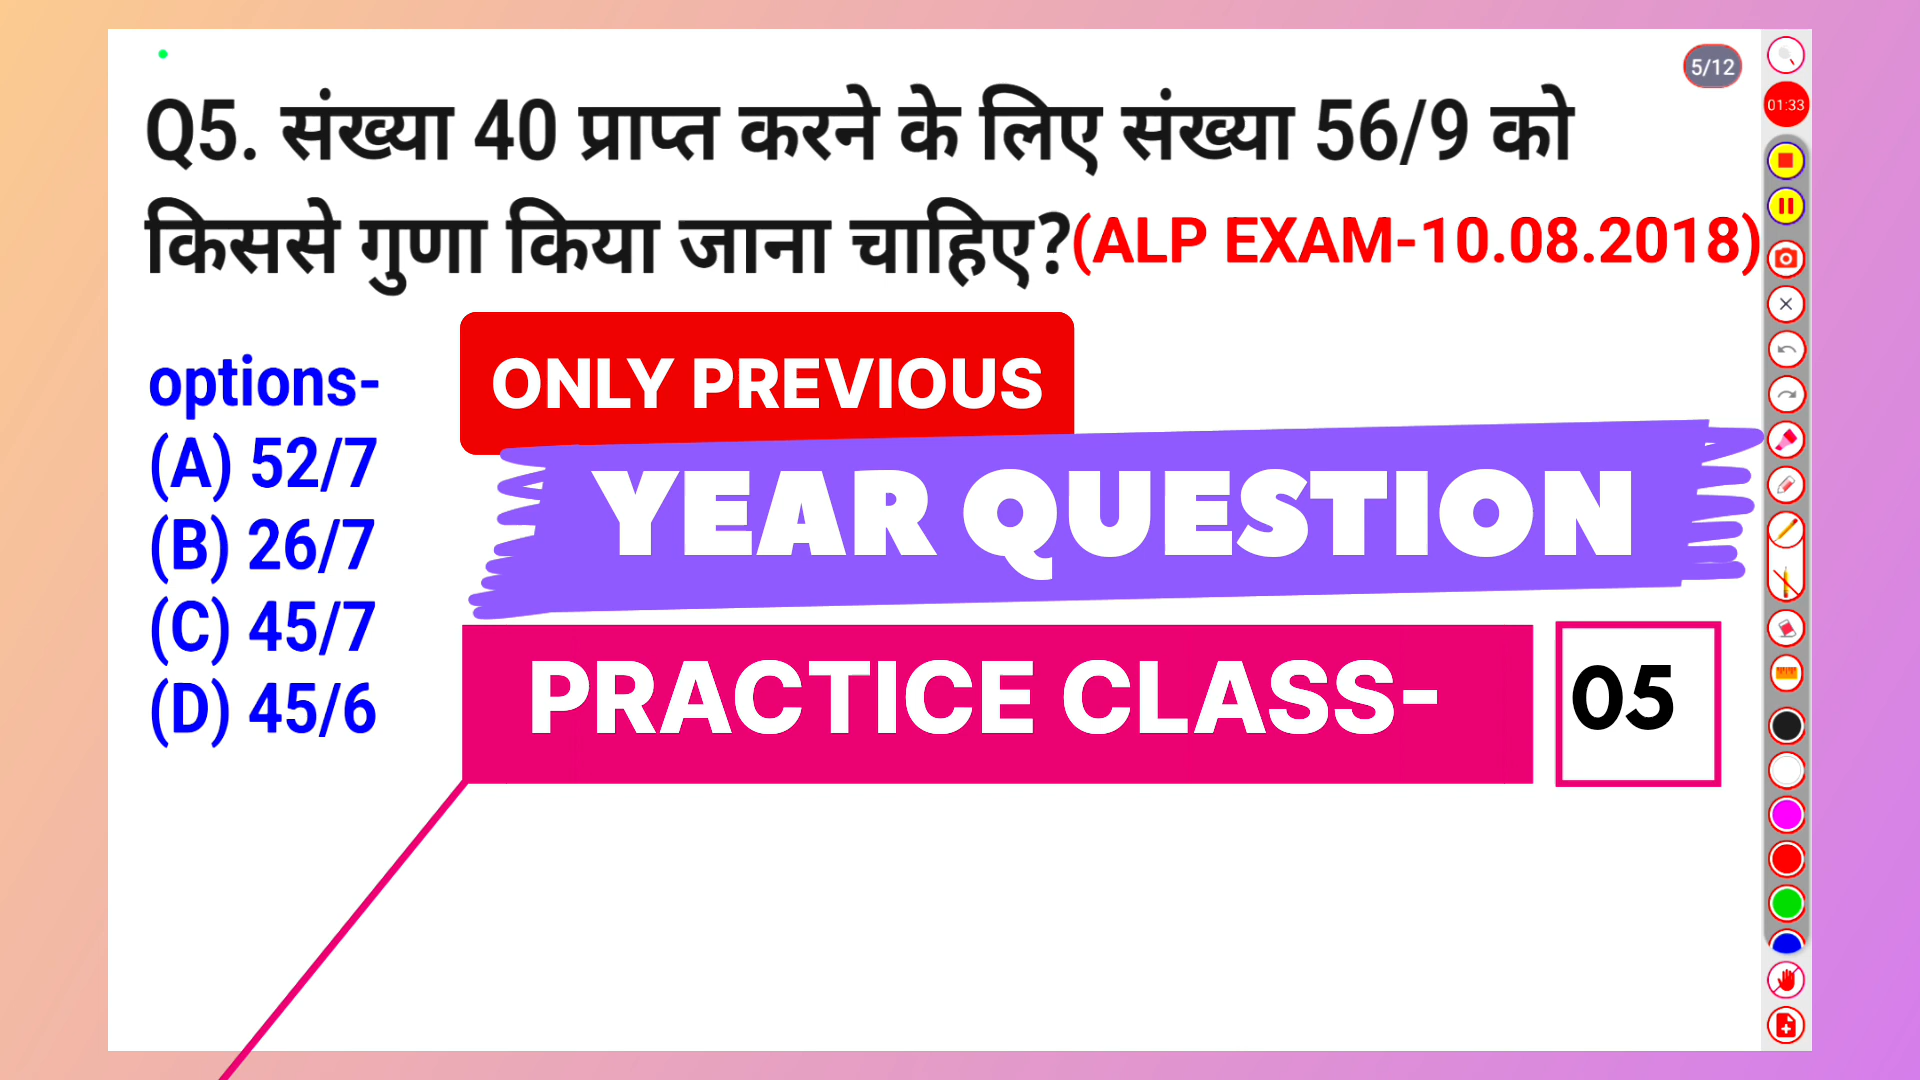 5/12
01:33
Q5. संख्या 40 प्राप्त करने के लिए संख्या 56/9 को
किससे गुणा किया जाना चाहिए?(ALP EXAM-10.08.2018)
options-
(A) 52/7
(B) 26/7
(C) 45/7
(D) 45/6
ONLY PREVIOUS
YEAR QUESTION
PRACTICE CLASS-
05